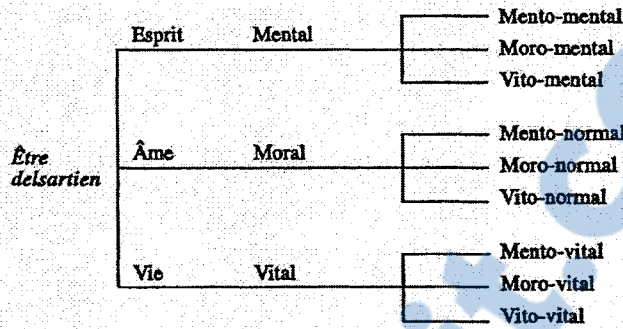 Mento-mental
Esprit Mental Moro-mental
Vito-mental
Mento-normal
Être delsartien Âme Moral Moro-normal
Vito-normal
Mento-vital
Vie Vital Moro-vital
Vito-vital